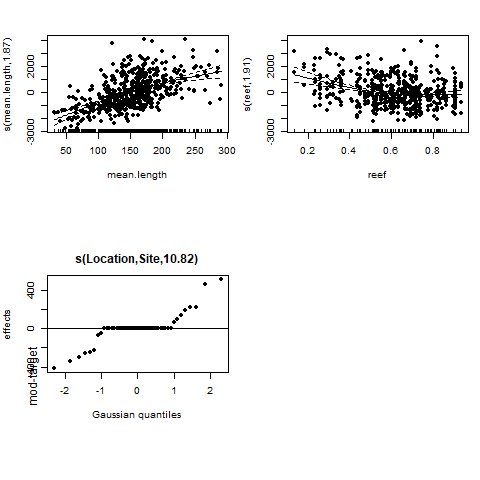 s(mean.length,1.87)
-3000 0 2000
50 100 150 200 250 300
mean.length
s(reef,1.91)
-3000 0 2000
0.2 0.4 0.6 0.8
reef
s(Location,Site,10.82)
effects
mod-target
0 400
-2 -1 0 1 2
Gaussian quantiles